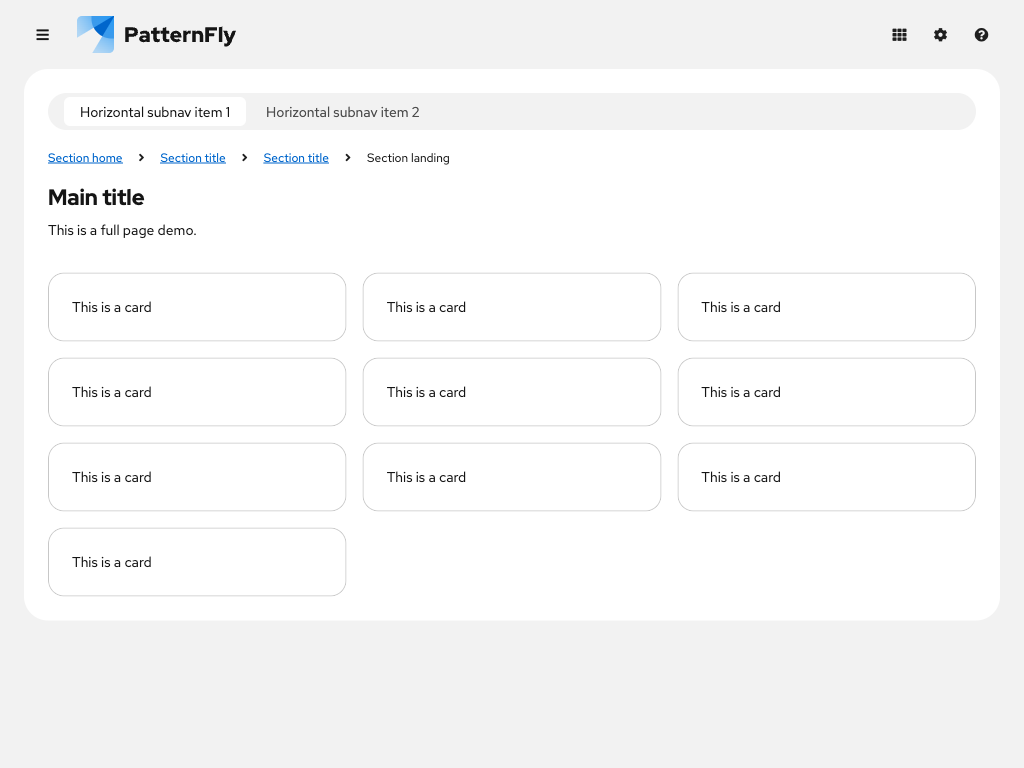 PatternFly
Horizontal subnav item 1 Horizontal subnav item 2
Section home Section title Section title Section landing
Main title
This is a full page demo.
This is a card This is a card This is a card
This is a card This is a card This is a card
This is a card This is a card This is a card
This is a card